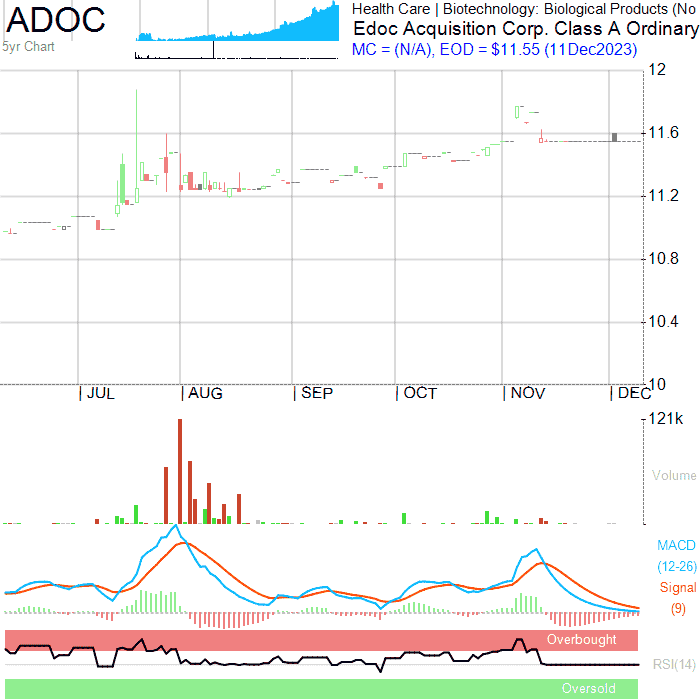 ADOC
5yr Chart
Health Care | Biotechnology: Biological Products (No
Edoc Acquisition Corp. Class A Ordinary
MC = (N/A), EOD = $11.55 (11Dec2023)
12
11.6
11.2
10.8
10.4
10
| JUL | AUG | SEP | OCT | NOV | DEC
121k
Volume
MACD
(12-26)
Signal
(9)
Overbought
RSI(14)
Oversold